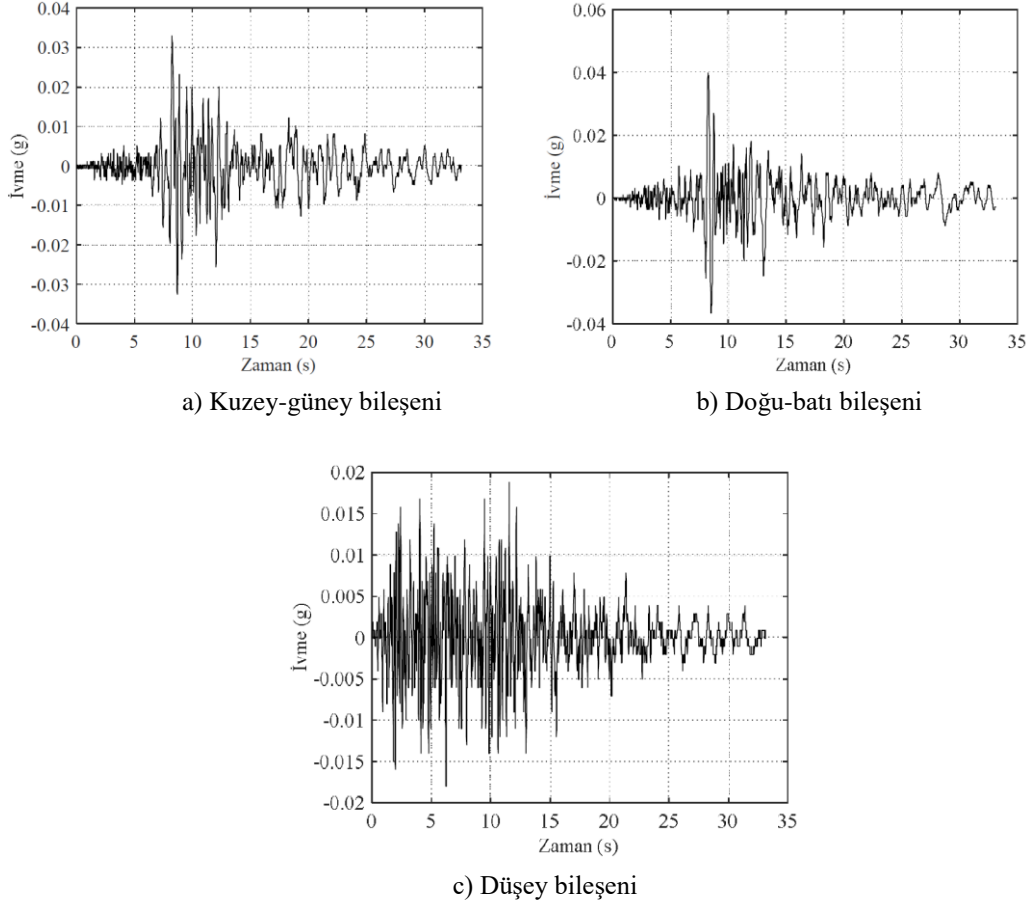 0.04
0.03
0.02
0.01
0
-0.01
-0.02
-0.03
-0.04
İvme (g)
0 5 10 15 20 25 30 35
Zaman (s)
a) Kuzey-güney bileşeni
0.06
0.04
0.02
0
-0.02
-0.04
İvme (g)
0 5 10 15 20 25 30 35
Zaman (s)
b) Doğu-batı bileşeni
0.02
0.015
0.01
0.005
0
-0.005
-0.01
-0.015
-0.02
İvme (g)
0 5 10 15 20 25 30 35
Zaman (s)
c) Düşey bileşeni